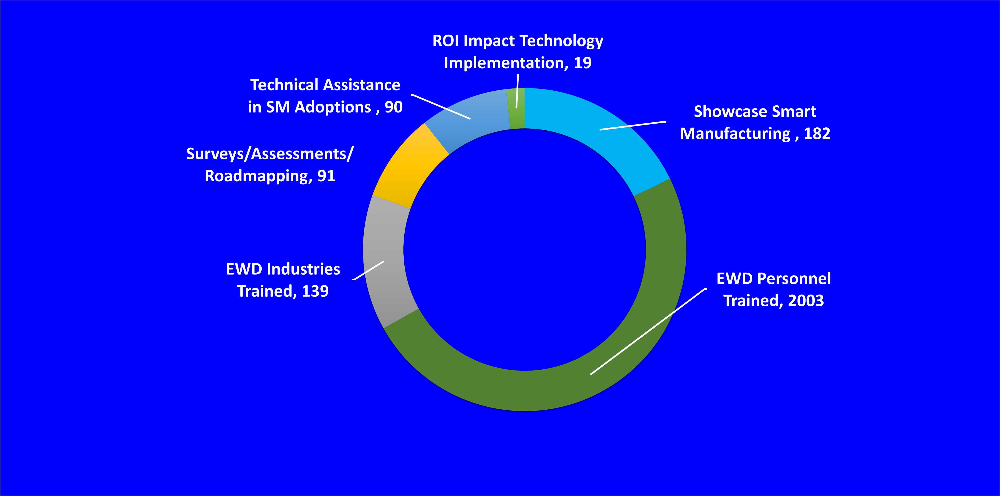 ROI Impact Technology
Implementation, 19
Technical Assistance
in SM Adoptions , 90
Showcase Smart
Manufacturing , 182
Surveys/Assessments/
Roadmapping, 91
EWD Industries
Trained, 139
EWD Personnel
Trained, 2003